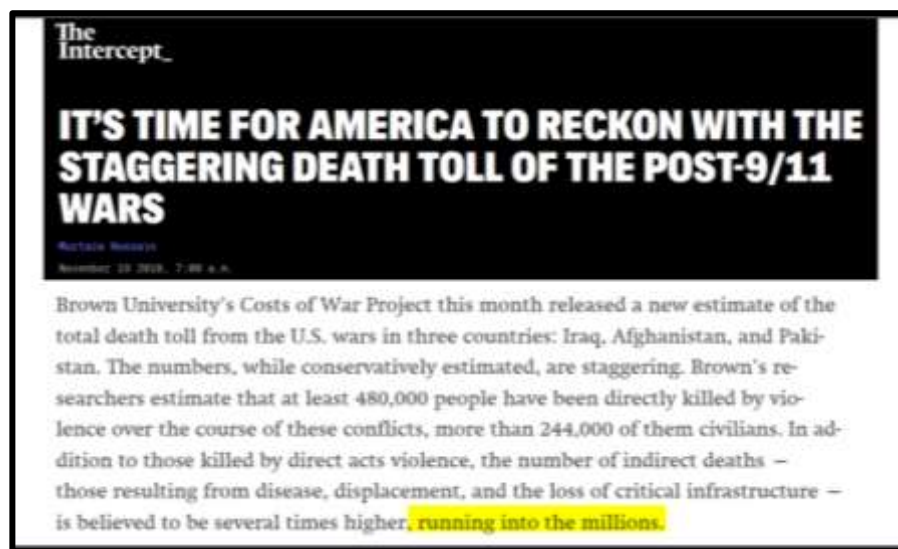 The
Intercept_
IT'S TIME FOR AMERICA TO RECKON WITH THE
STAGGERING DEATH TOLL OF THE POST-9/11
WARS
November 19 2018, 7:00 a.m.
Brown University's Costs of War Project this month released a new estimate of the
total death toll from the U.S. wars in three countries: Iraq, Afghanistan, and Paki-
stan. The numbers, while conservatively estimated, are staggering. Brown's re-
searchers estimate that at least 480,000 people have been directly killed by vio-
lence over the course of these conflicts, more than 244,000 of them civilians. In ad-
dition to those killed by direct acts violence, the number of indirect deaths —
those resulting from disease, displacement, and the loss of critical infrastructure —
is believed to be several times higher, running into the millions.